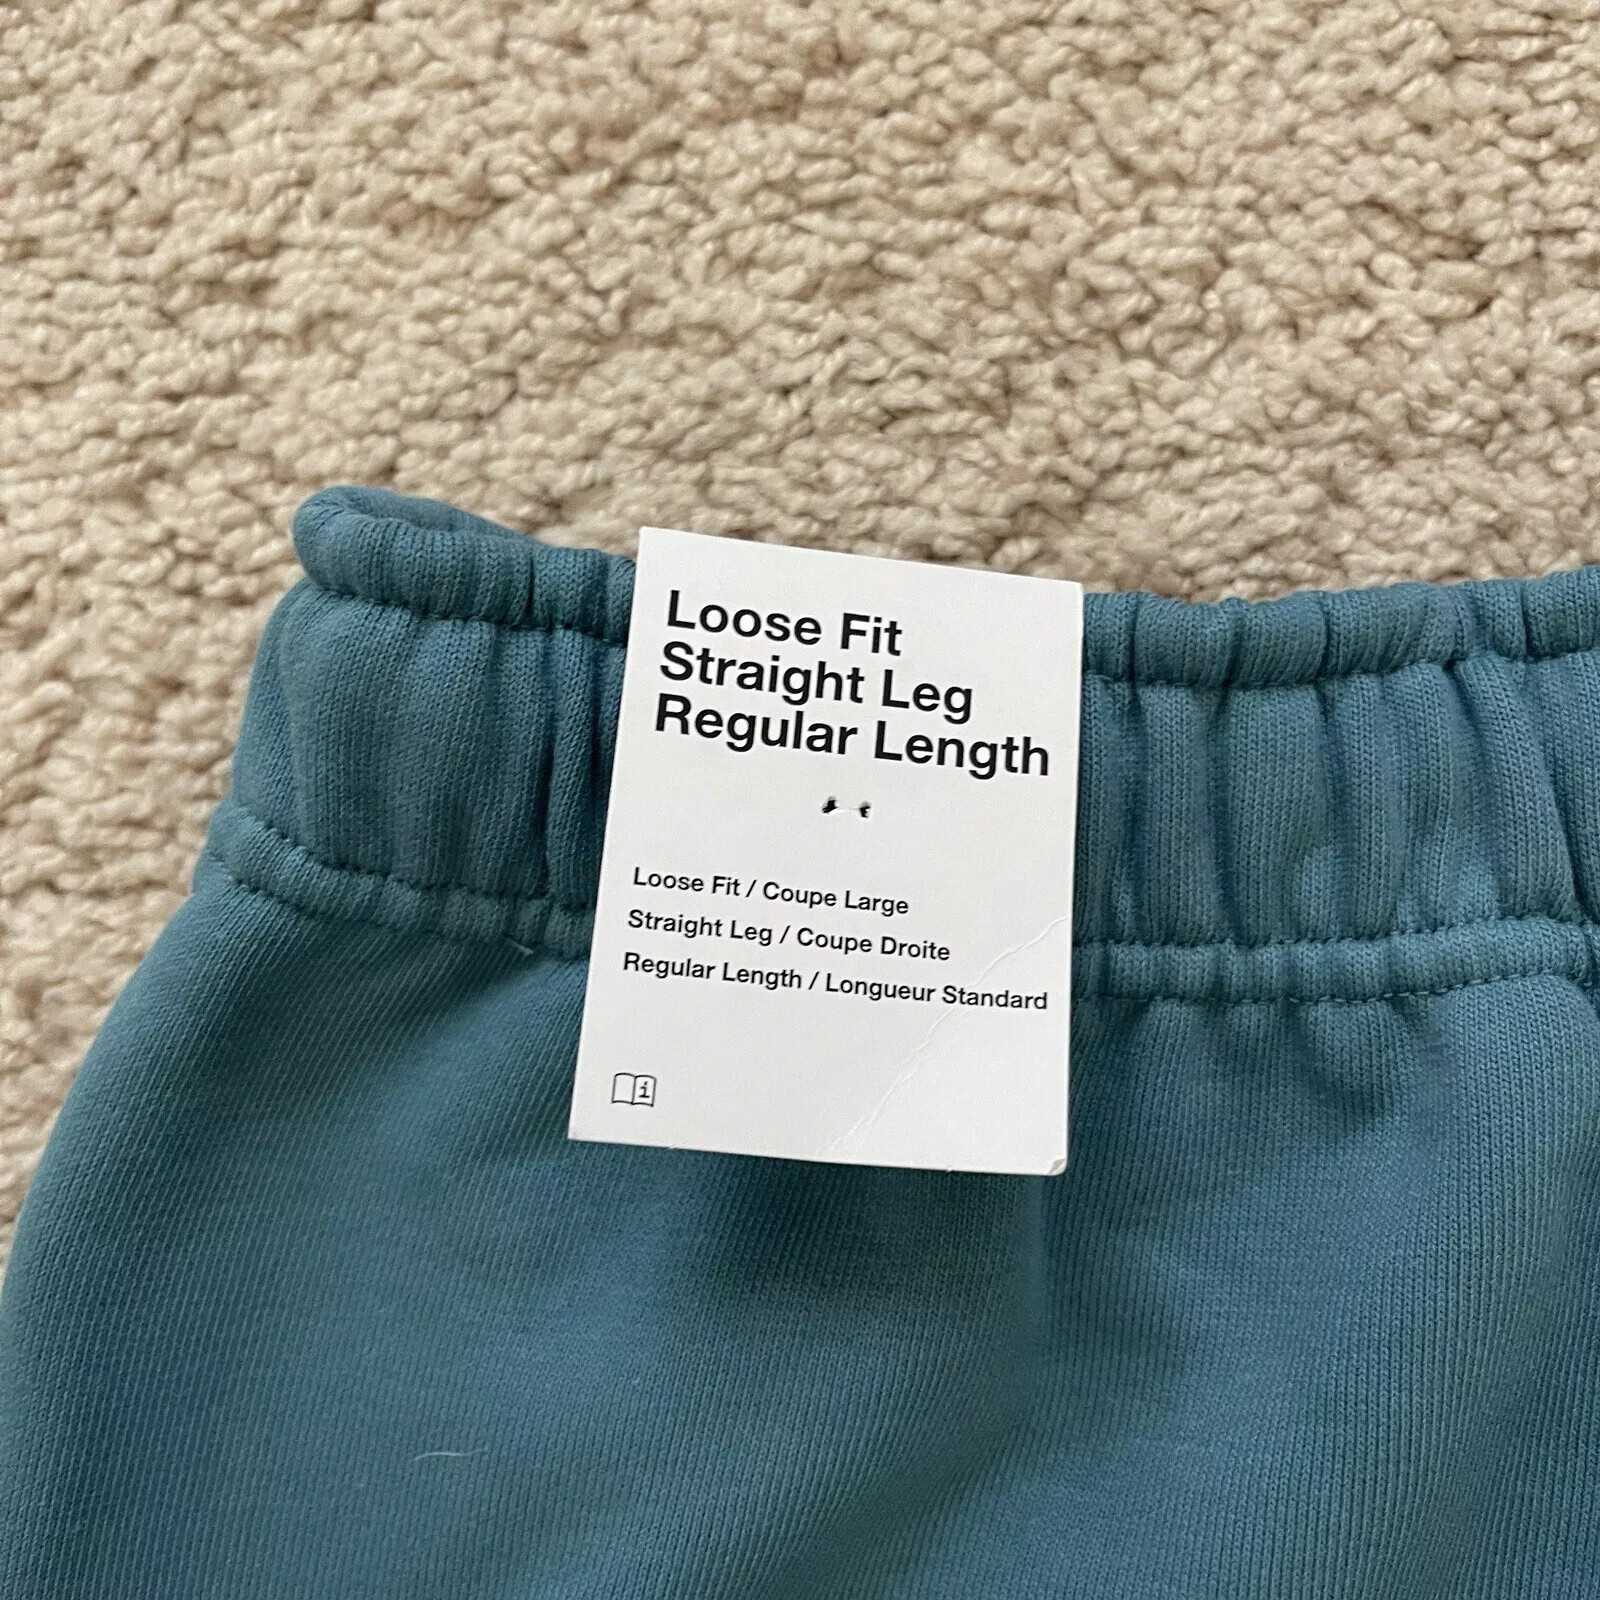 Loose Fit
Straight Leg
Regular Length
Loose Fit / Coupe Large
Straight Leg / Coupe Droite
Regular Length / Longueur Standard
i